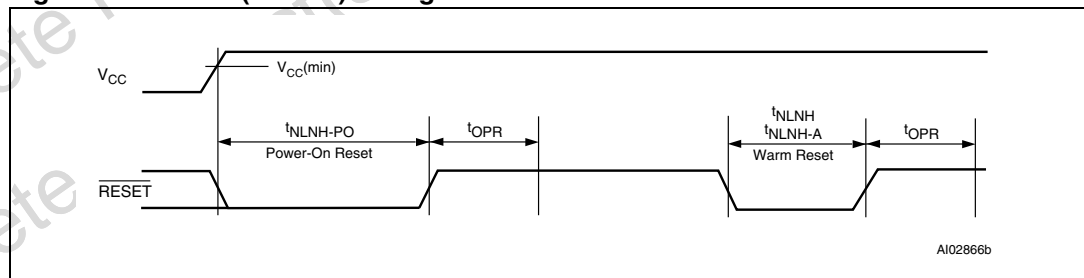 VCC
VCC(min)
tNLNH-PO
Power-On Reset
tOPR
tNLNH
tNLNH-A
Warm Reset
tOPR
RESET
AI02866b